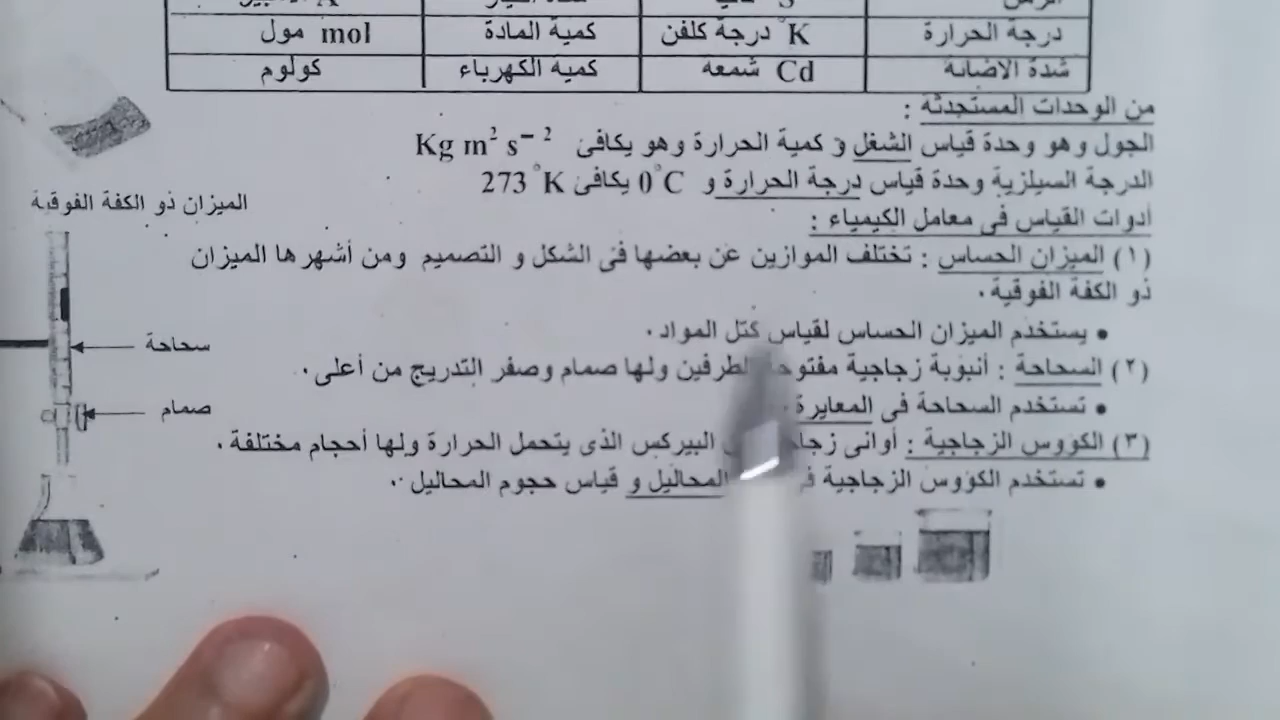 درجة الحرارة K° درجة كلفن كمية المادة mol مول
شدة الاضائة Cd شمعه كمية الكهرباء كولوم
من الوحدات المستجدثة :
الجول وهو وحدة قياس الشغل و كمية الحرارة وهو يكافئ Kg m² s⁻²
الدرجة السيلزية وحدة قياس درجة الحرارة و 0°C يكافئ 273 °K
أدوات القياس فى معامل الكيمياء :
(١) الميزان الحساس : تختلف الموازين عن بعضها فى الشكل و التصميم ومن أشهرها الميزان
ذو الكفة الفوقية .
• يستخدم الميزان الحساس لقياس كتل المواد .
(٢) السحاحة : أنبوبة زجاجية الطرفين ولها صمام وصفر التدريج من أعلى .
• تستخدم السحاحة فى المعايرة .
(٣) الكؤوس الزجاجية : أوانى البيركس الذى يتحمل الحرارة ولها أحجام مختلفة .
• تستخدم الكؤوس الزجاجية المحاليل و قياس حجوم المحاليل .
الميزان ذو الكفة الفوقية
سحاحة
صمام